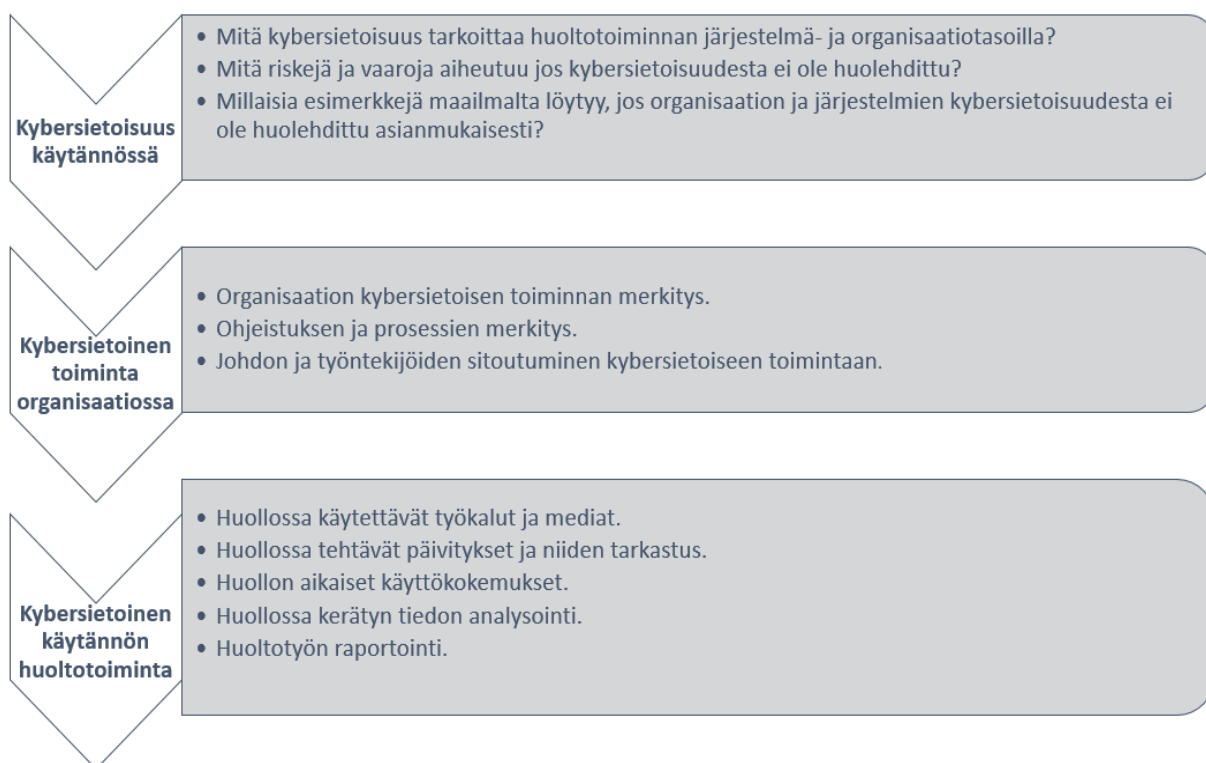 Kybersietoisuus
käytännössä
• Mitä kybersietoisuus tarkoittaa huoltotoiminnan järjestelmä- ja organisaatiotasoilla?
• Mitä riskejä ja vaaroja aiheutuu jos kybersietoisuudesta ei ole huolehdittu?
• Millaisia esimerkkejä maailmalta löytyy, jos organisaation ja järjestelmien kybersietoisuudesta ei
ole huolehdittu asianmukaisesti?
Kybersietoinen
toiminta
organisaatiossa
• Organisaation kybersietoisen toiminnan merkitys.
• Ohjeistuksen ja prosessien merkitys.
• Johdon ja työntekijöiden sitoutuminen kybersietoiseen toimintaan.
Kybersietoinen
käytännön
huoltotoiminta
• Huollossa käytettävät työkalut ja mediat.
• Huollossa tehtävät päivitykset ja niiden tarkastus.
• Huollon aikaiset käyttökokemukset.
• Huollossa kerätyn tiedon analysointi.
• Huoltotyön raportointi.